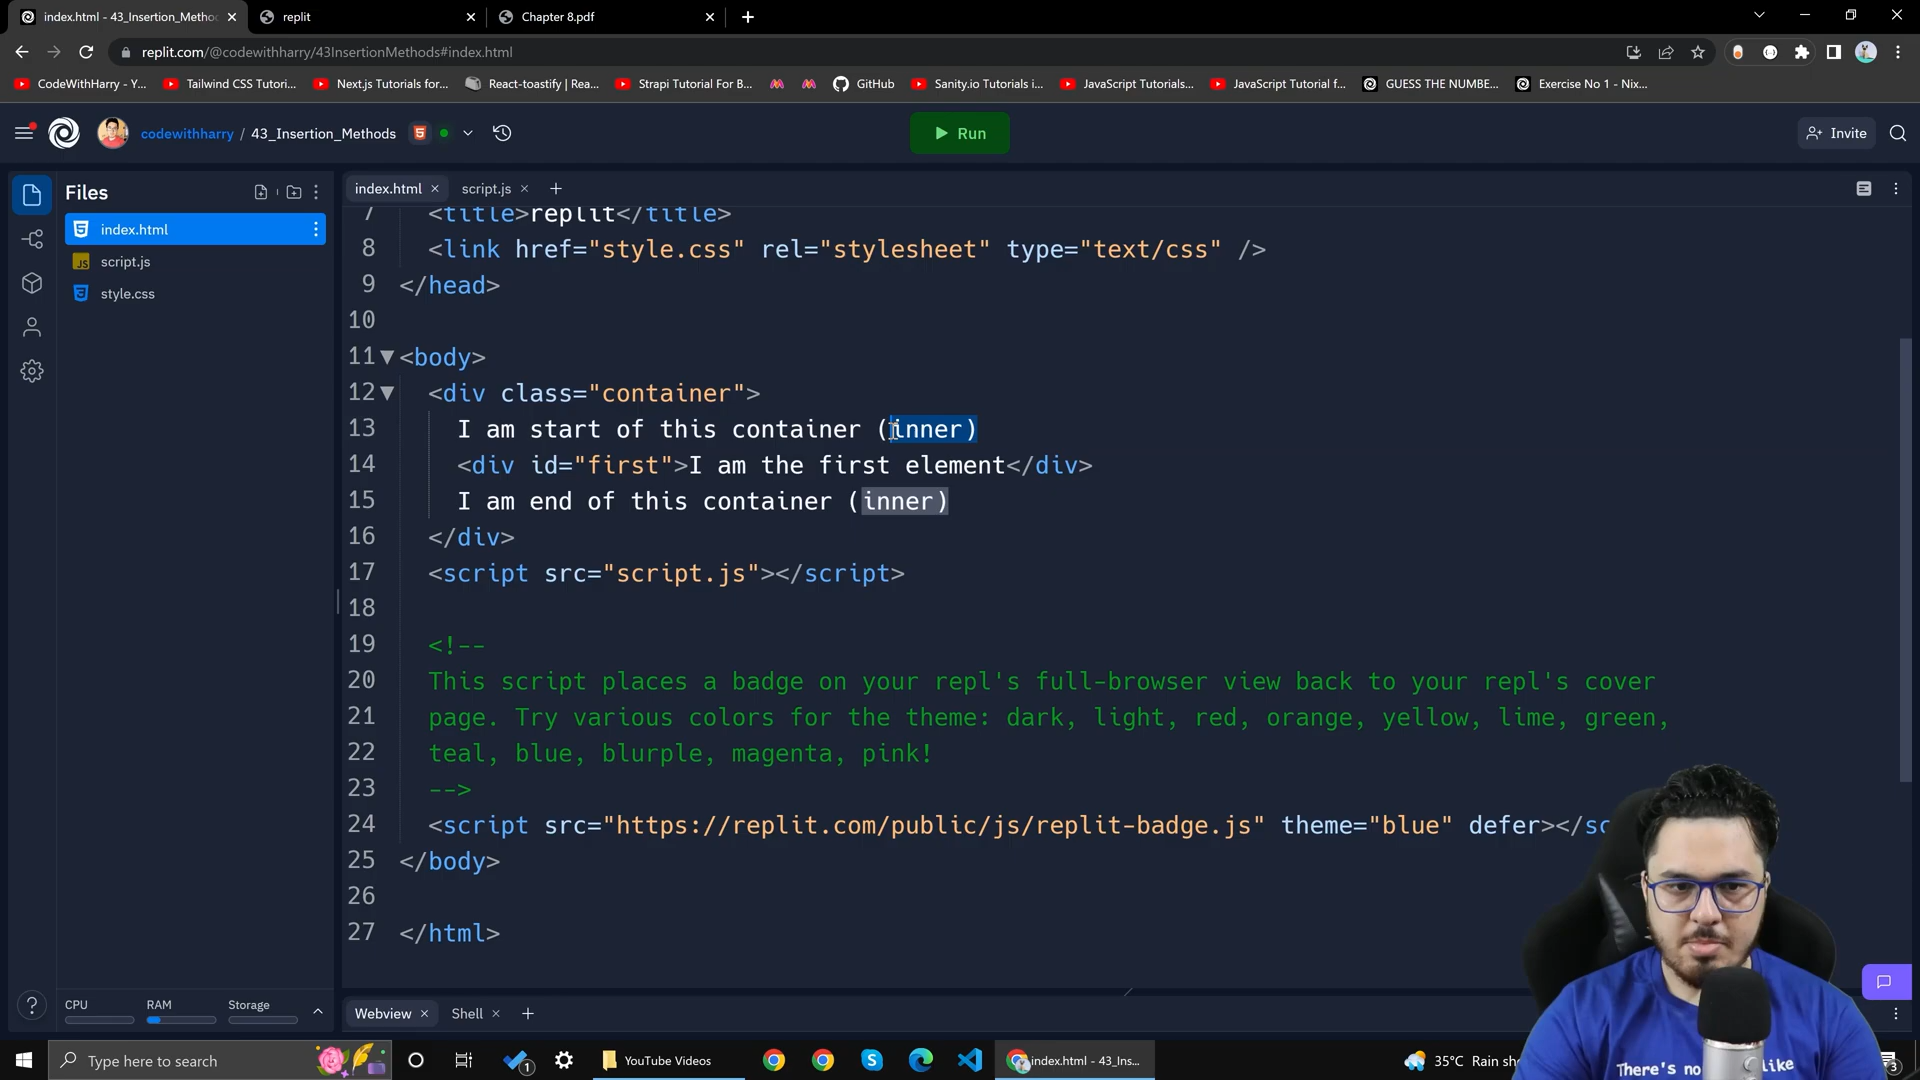 index.html - 43_Insertion_Metho
replit
Chapter 8.pdf
replit.com/@codewithharry/43InsertionMethods#index.html
CodeWithHarry - Y...
Tailwind CSS Tutori...
Next.js Tutorials for...
React-toastify | Rea...
Strapi Tutorial For B...
GitHub
Sanity.io Tutorials i...
JavaScript Tutorials...
JavaScript Tutorial f...
GUESS THE NUMBE...
Exercise No 1 - Nix...
codewithharry / 43_Insertion_Methods
Run
Invite
Files
index.html
script.js
style.css
index.html
script.js
7 <title>replit</title>
8 <link href="style.css" rel="stylesheet" type="text/css" />
9 </head>
10
11 <body>
12 <div class="container">
13 I am start of this container (inner)
14 <div id="first">I am the first element</div>
15 I am end of this container (inner)
16 </div>
17 <script src="script.js"></script>
18
19 <!--
20 This script places a badge on your repl's full-browser view back to your repl's cover
21 page. Try various colors for the theme: dark, light, red, orange, yellow, lime, green,
22 teal, blue, blurple, magenta, pink!
23 -->
24 <script src="https://replit.com/public/js/replit-badge.js" theme="blue" defer></sc
25 </body>
26
27 </html>
CPU
RAM
Storage
Webview
Shell
Type here to search
1
YouTube Videos
index.html - 43_Ins...
35°C Rain sh
3
There's no
like